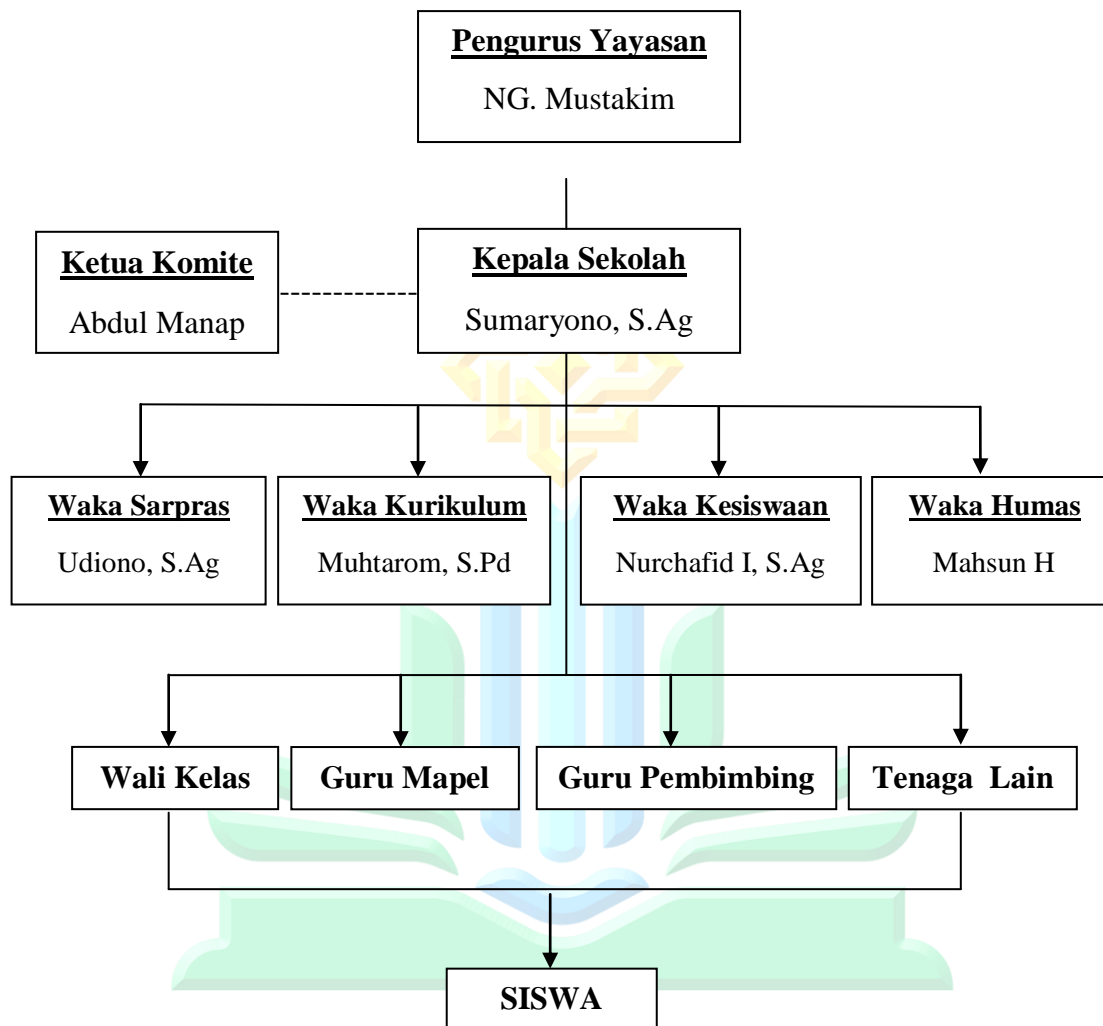 Pengurus Yayasan
NG. Mustakim
Ketua Komite
Abdul Manap
Kepala Sekolah
Sumaryono, S.Ag
Waka Sarpras
Udiono, S.Ag
Waka Kurikulum
Muhtarom, S.Pd
Waka Kesiswaan
Nurchafid I, S.Ag
Waka Humas
Mahsun H
Wali Kelas
Guru Mapel
Guru Pembimbing
Tenaga Lain
SISWA